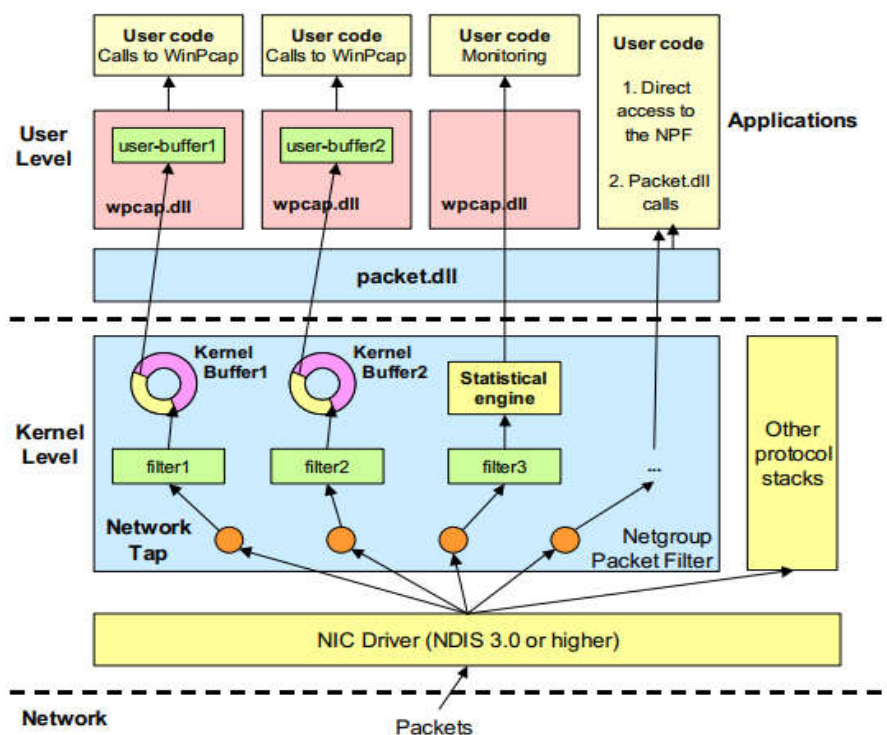 User code
Calls to WinPcap
User code
Calls to WinPcap
User code
Monitoring
User code
1. Direct
access to
the NPF
2. Packet.dll
calls
User
Level
user-buffer1
user-buffer2
Applications
wpcap.dll
wpcap.dll
wpcap.dll
packet.dll
Kernel
Buffer1
Kernel
Buffer2
Statistical
engine
Kernel
Level
filter1
filter2
filter3
...
Other
protocol
stacks
Network
Tap
Netgroup
Packet Filter
NIC Driver (NDIS 3.0 or higher)
Network
Packets